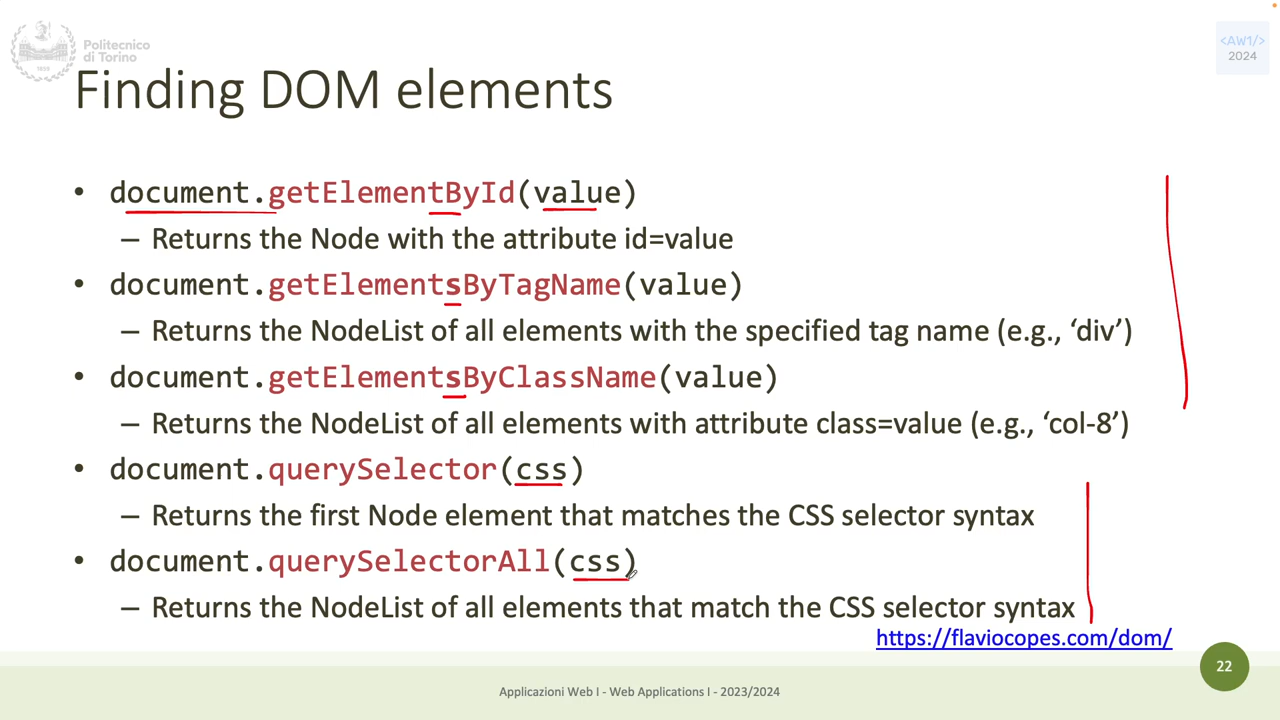 Politecnico
di Torino
1859
<AW1/>
2024
Finding DOM elements
• document.getElementById(value)
– Returns the Node with the attribute id=value
• document.getElementsByTagName(value)
– Returns the NodeList of all elements with the specified tag name (e.g., ‘div’)
• document.getElementsByClassName(value)
– Returns the NodeList of all elements with attribute class=value (e.g., ‘col-8’)
• document.querySelector(css)
– Returns the first Node element that matches the CSS selector syntax
• document.querySelectorAll(css)
– Returns the NodeList of all elements that match the CSS selector syntax
https://flaviocopes.com/dom/
22
Applicazioni Web I - Web Applications I - 2023/2024